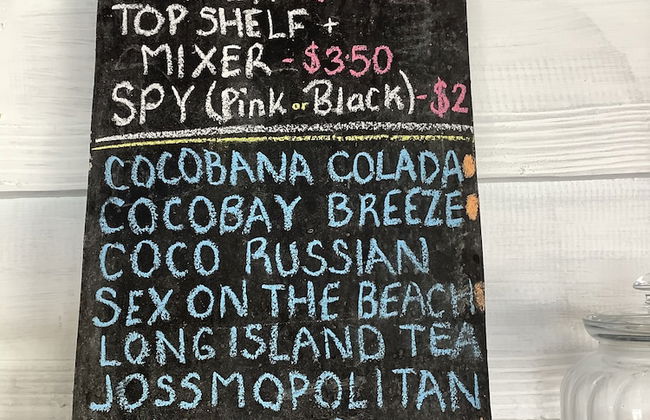 TOP SHELF +
MIXER - $3.50
SPY (Pink or Black) - $2
COCOBANA COLADA
COCOBAY BREEZE
COCO RUSSIAN
SEX ON THE BEACH
LONG ISLAND TEA
JOSSMOPOLITAN